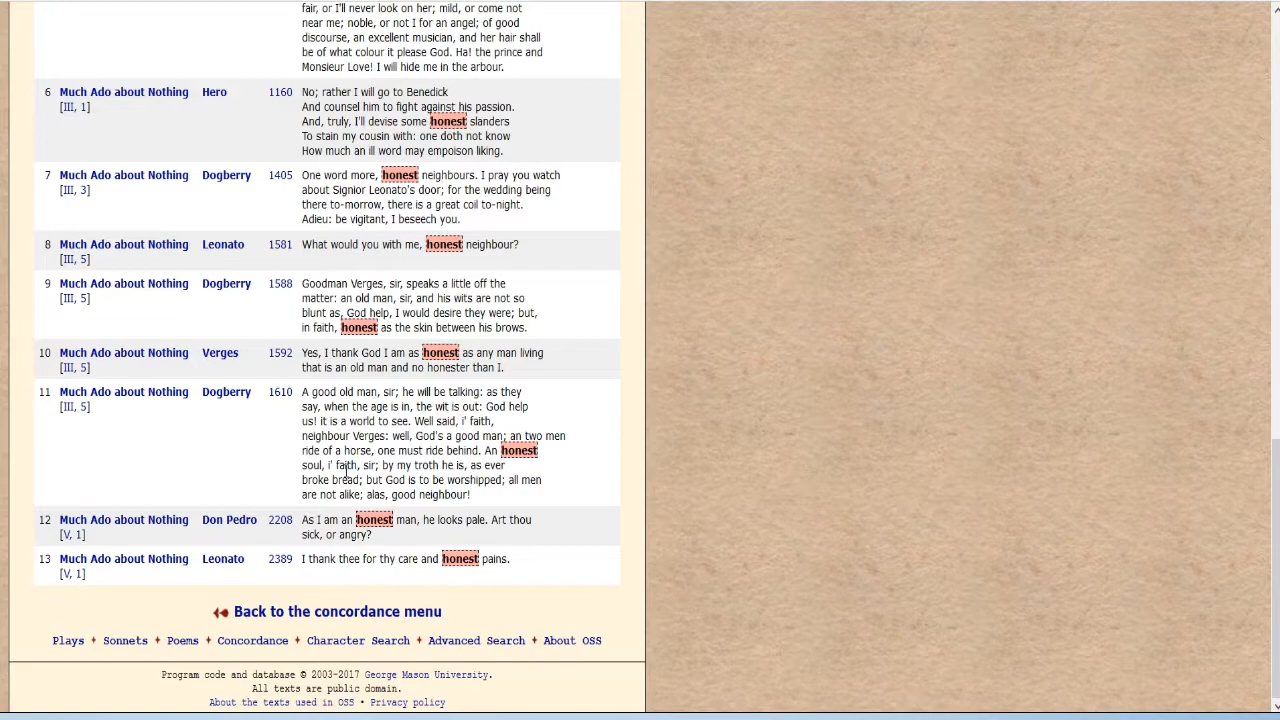 fair, or I'll never look on her; mild, or come not
near me; noble, or not I for an angel; of good
discourse, an excellent musician, and her hair shall
be of what colour it please God. Ha! the prince and
Monsieur Love! I will hide me in the arbour.
6 Much Ado about Nothing Hero 1160 No; rather I will go to Benedick
[III, 1] And counsel him to fight against his passion.
And, truly, I'll devise some honest slanders
To stain my cousin with: one doth not know
How much an ill word may empoison liking.
7 Much Ado about Nothing Dogberry 1405 One word more, honest neighbours. I pray you watch
[III, 3] about Signior Leonato's door; for the wedding being
there to-morrow, there is a great coil to-night.
Adieu: be vigitant, I beseech you.
8 Much Ado about Nothing Leonato 1581 What would you with me, honest neighbour?
[III, 5]
9 Much Ado about Nothing Dogberry 1588 Goodman Verges, sir, speaks a little off the
[III, 5] matter: an old man, sir, and his wits are not so
blunt as, God help, I would desire they were; but,
in faith, honest as the skin between his brows.
10 Much Ado about Nothing Verges 1592 Yes, I thank God I am as honest as any man living
[III, 5] that is an old man and no honester than I.
11 Much Ado about Nothing Dogberry 1610 A good old man, sir; he will be talking: as they
[III, 5] say, when the age is in, the wit is out: God help
us! it is a world to see. Well said, i' faith,
neighbour Verges: well, God's a good man; an two men
ride of a horse, one must ride behind. An honest
soul, i' faith, sir; by my troth he is, as ever
broke bread; but God is to be worshipped; all men
are not alike; alas, good neighbour!
12 Much Ado about Nothing Don Pedro 2208 As I am an honest man, he looks pale. Art thou
[V, 1] sick, or angry?
13 Much Ado about Nothing Leonato 2389 I thank thee for thy care and honest pains.
[V, 1]
Back to the concordance menu
Plays ♦ Sonnets ♦ Poems ♦ Concordance ♦ Character Search ♦ Advanced Search ♦ About OSS
Program code and database © 2003-2017 George Mason University.
All texts are public domain.
About the texts used in OSS • Privacy policy